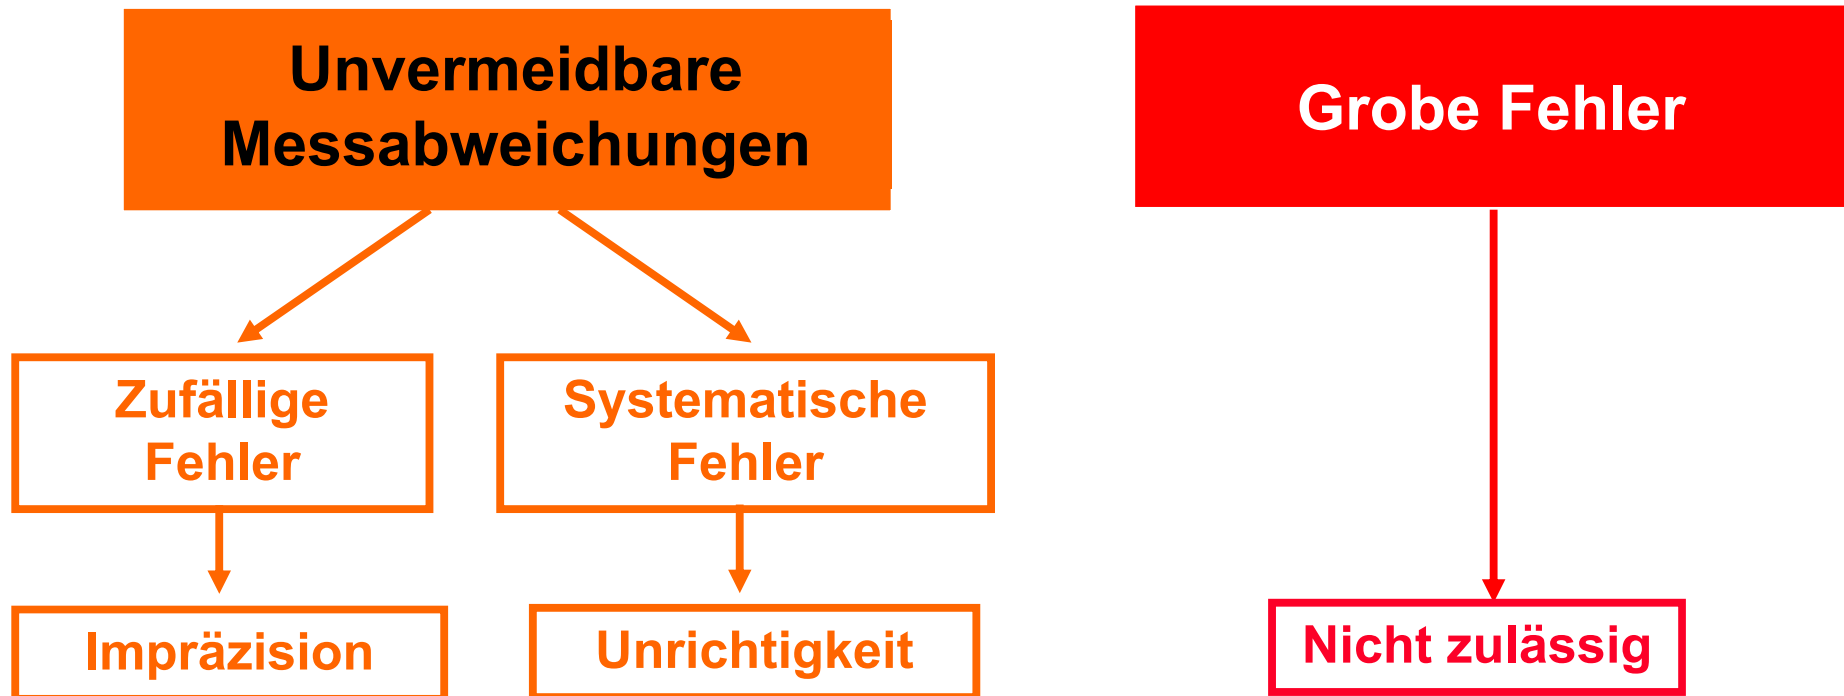 Unvermeidbare
Messabweichungen
Grobe Fehler
Zufällige
Fehler
Systematische
Fehler
Impräzision
Unrichtigkeit
Nicht zulässig